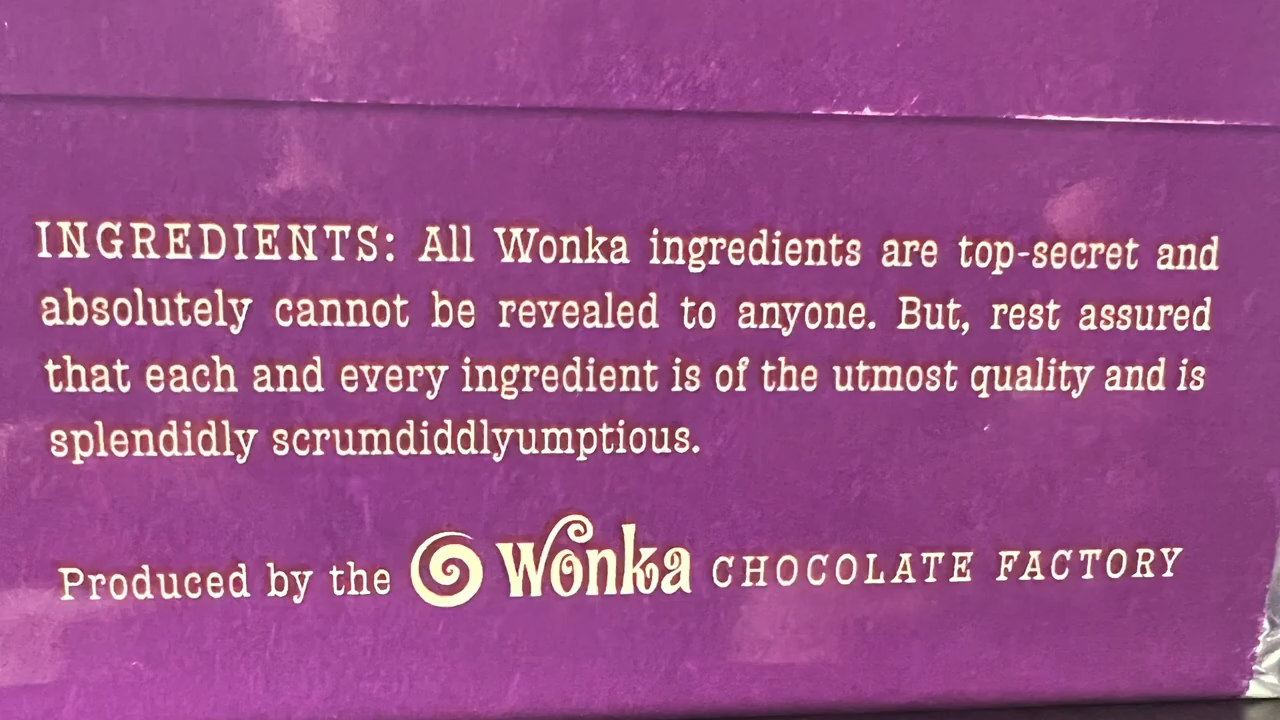 INGREDIENTS: All Wonka ingredients are top-secret and
absolutely cannot be revealed to anyone. But, rest assured
that each and every ingredient is of the utmost quality and is
splendidly scrumdiddlyumptious.
Produced by the Wonka CHOCOLATE FACTORY